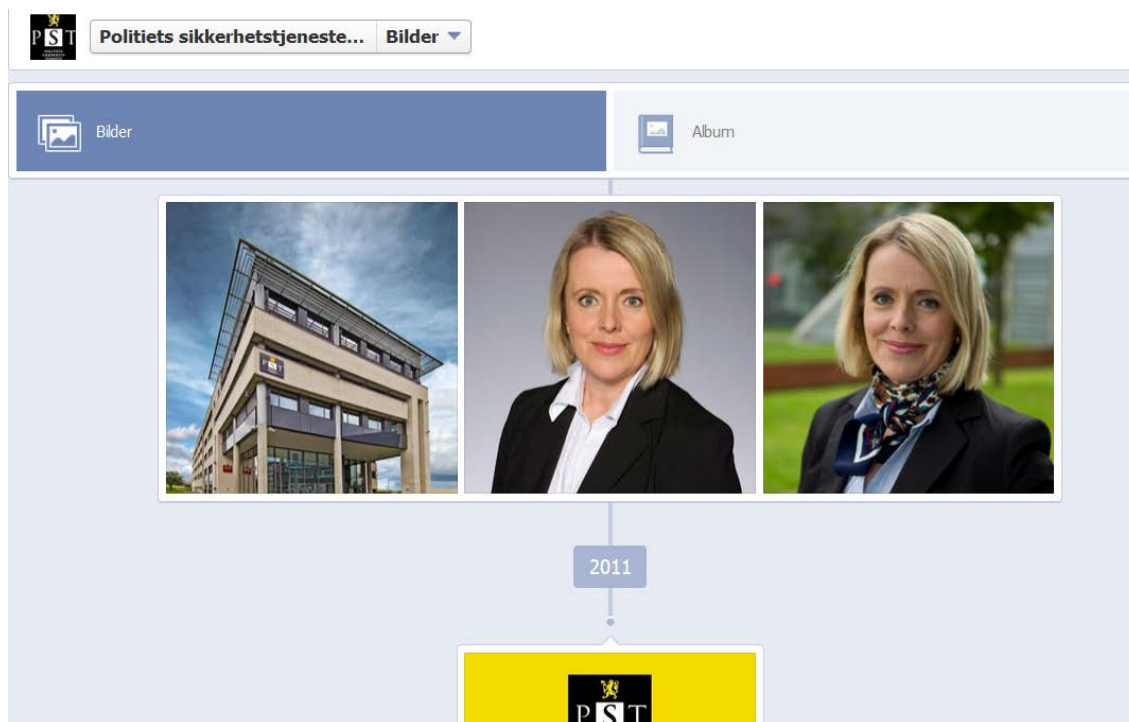 PST
Politiets sikkerhetstjeneste... Bilder
Bilder
Album
PST
2011
PST